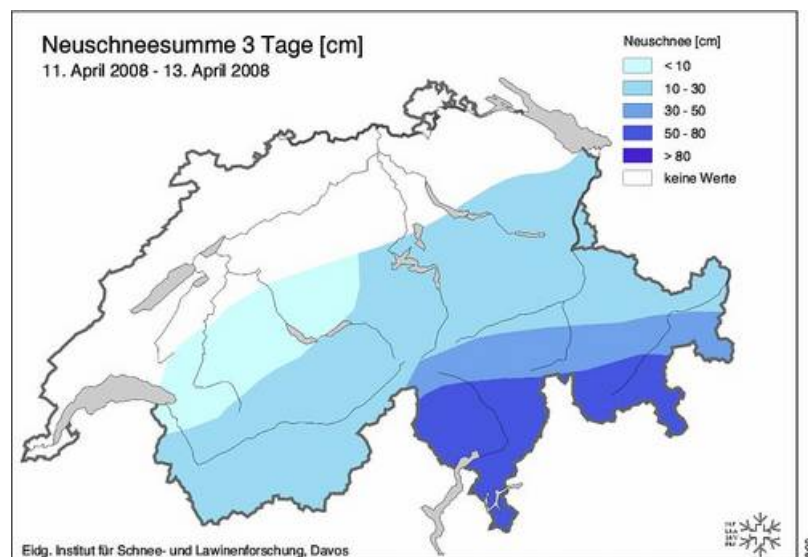 Neuschneesumme 3 Tage [cm]
11. April 2008 - 13. April 2008
Neuschnee [cm]
< 10
10 - 30
30 - 50
50 - 80
> 80
keine Werte
Eidg. Institut für Schnee- und Lawinenforschung, Davos